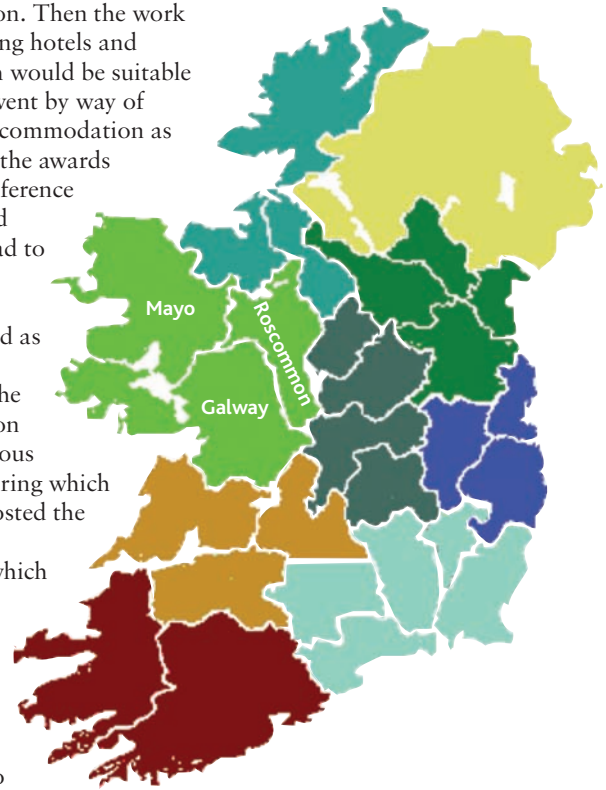 on. Then the work
ng hotels and
would be suitable
vent by way of
commodation as
the awards
ference
d
ad to
d as
he
on
ous
ring which
osted the
which
o
Mayo
Roscommon
Galway